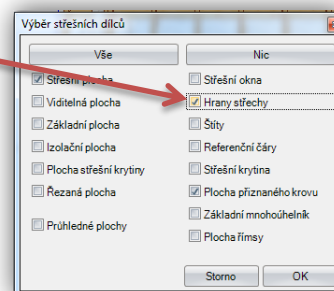 Výběr střešních dílců
Vše
Nic
Střešní plocha
Střešní okna
Viditelná plocha
Hrany střechy
Základní plocha
Štíty
Izolační plocha
Referenční čáry
Plocha střešní krytiny
Střešní krytina
Řezaná plocha
Plocha přiznaného krovu
Základní mnohoúhelník
Průhledné plochy
Plocha římsy
Storno
OK